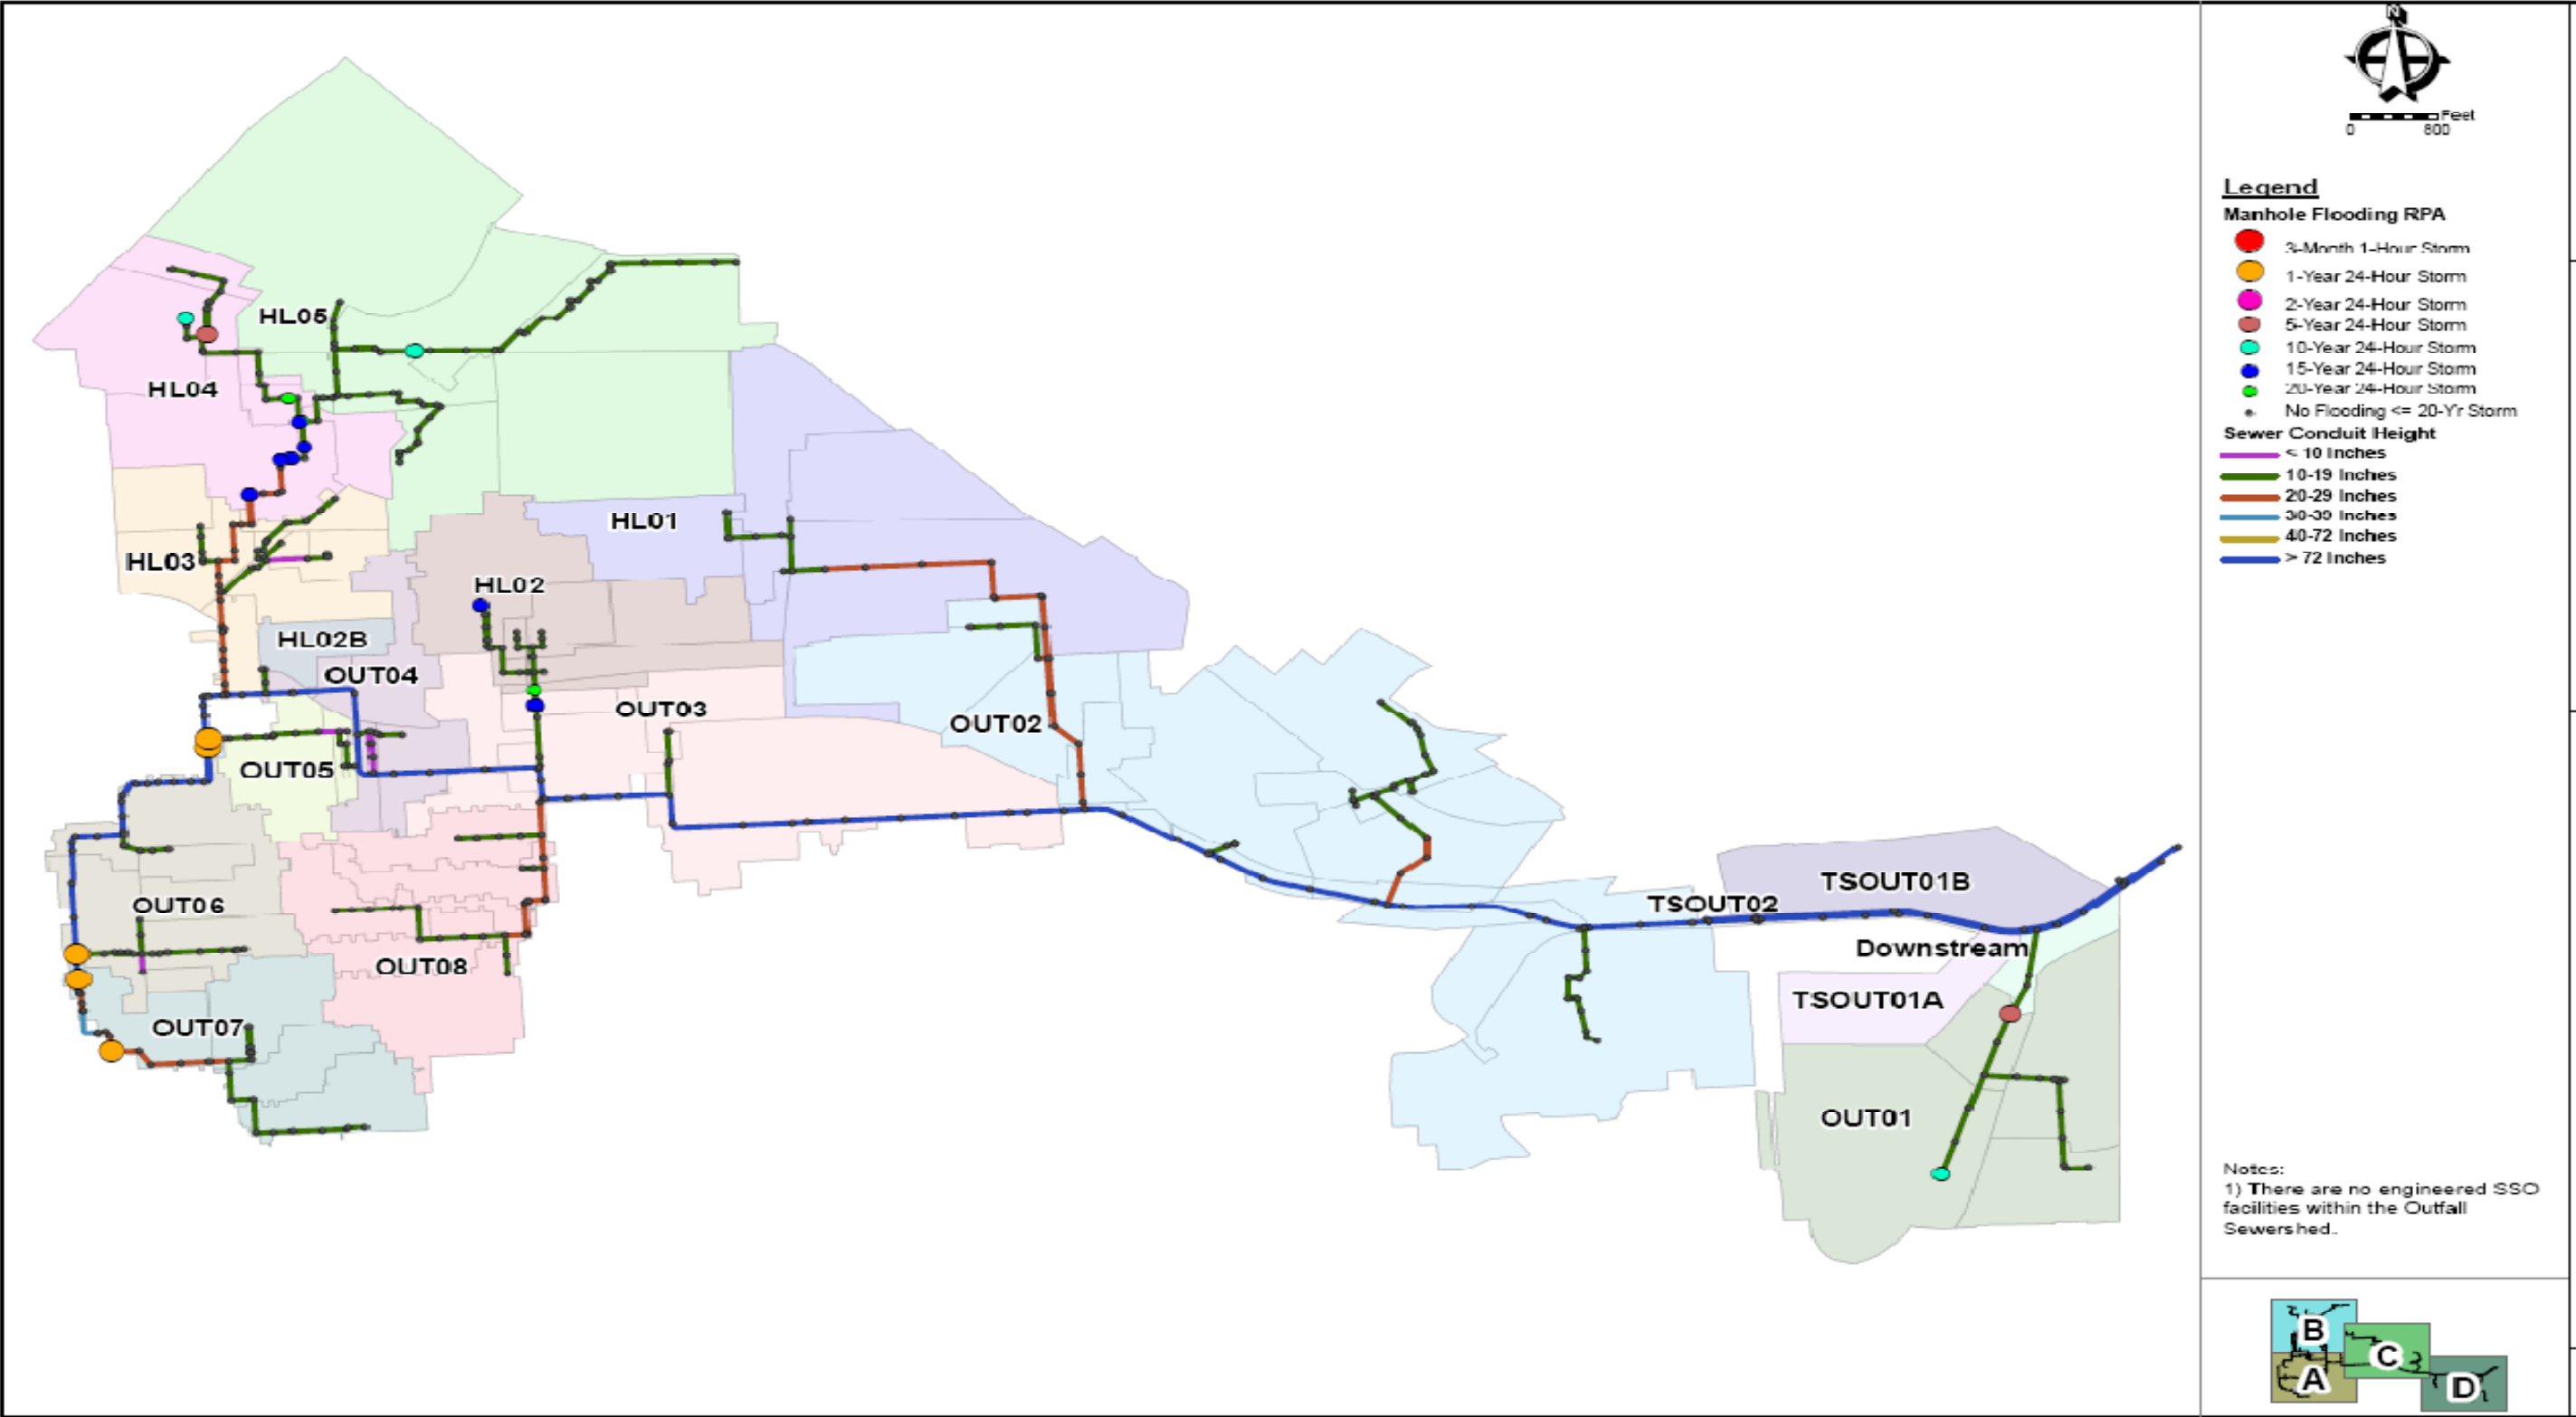 N
Feet
0 800
Legend
Manhole Flooding RPA
3-Month 1-Hour Storm
1-Year 24-Hour Storm
2-Year 24-Hour Storm
5-Year 24-Hour Storm
10-Year 24-Hour Storm
15-Year 24-Hour Storm
20-Year 24-Hour Storm
No Flooding <= 20-Yr Storm
Sewer Conduit Height
< 10 Inches
10-19 Inches
20-29 Inches
30-39 Inches
40-72 Inches
> 72 Inches
HL05
HL04
HL01
HL03
HL02
HL02B
OUT04
OUT03
OUT02
OUT05
TSOUT01B
TSOUT02
OUT06
Downstream
OUT08
TSOUT01A
OUT07
OUT01
Notes:
1) There are no engineered SSO
facilities within the Outfall
Sewershed.
B
C
A
D